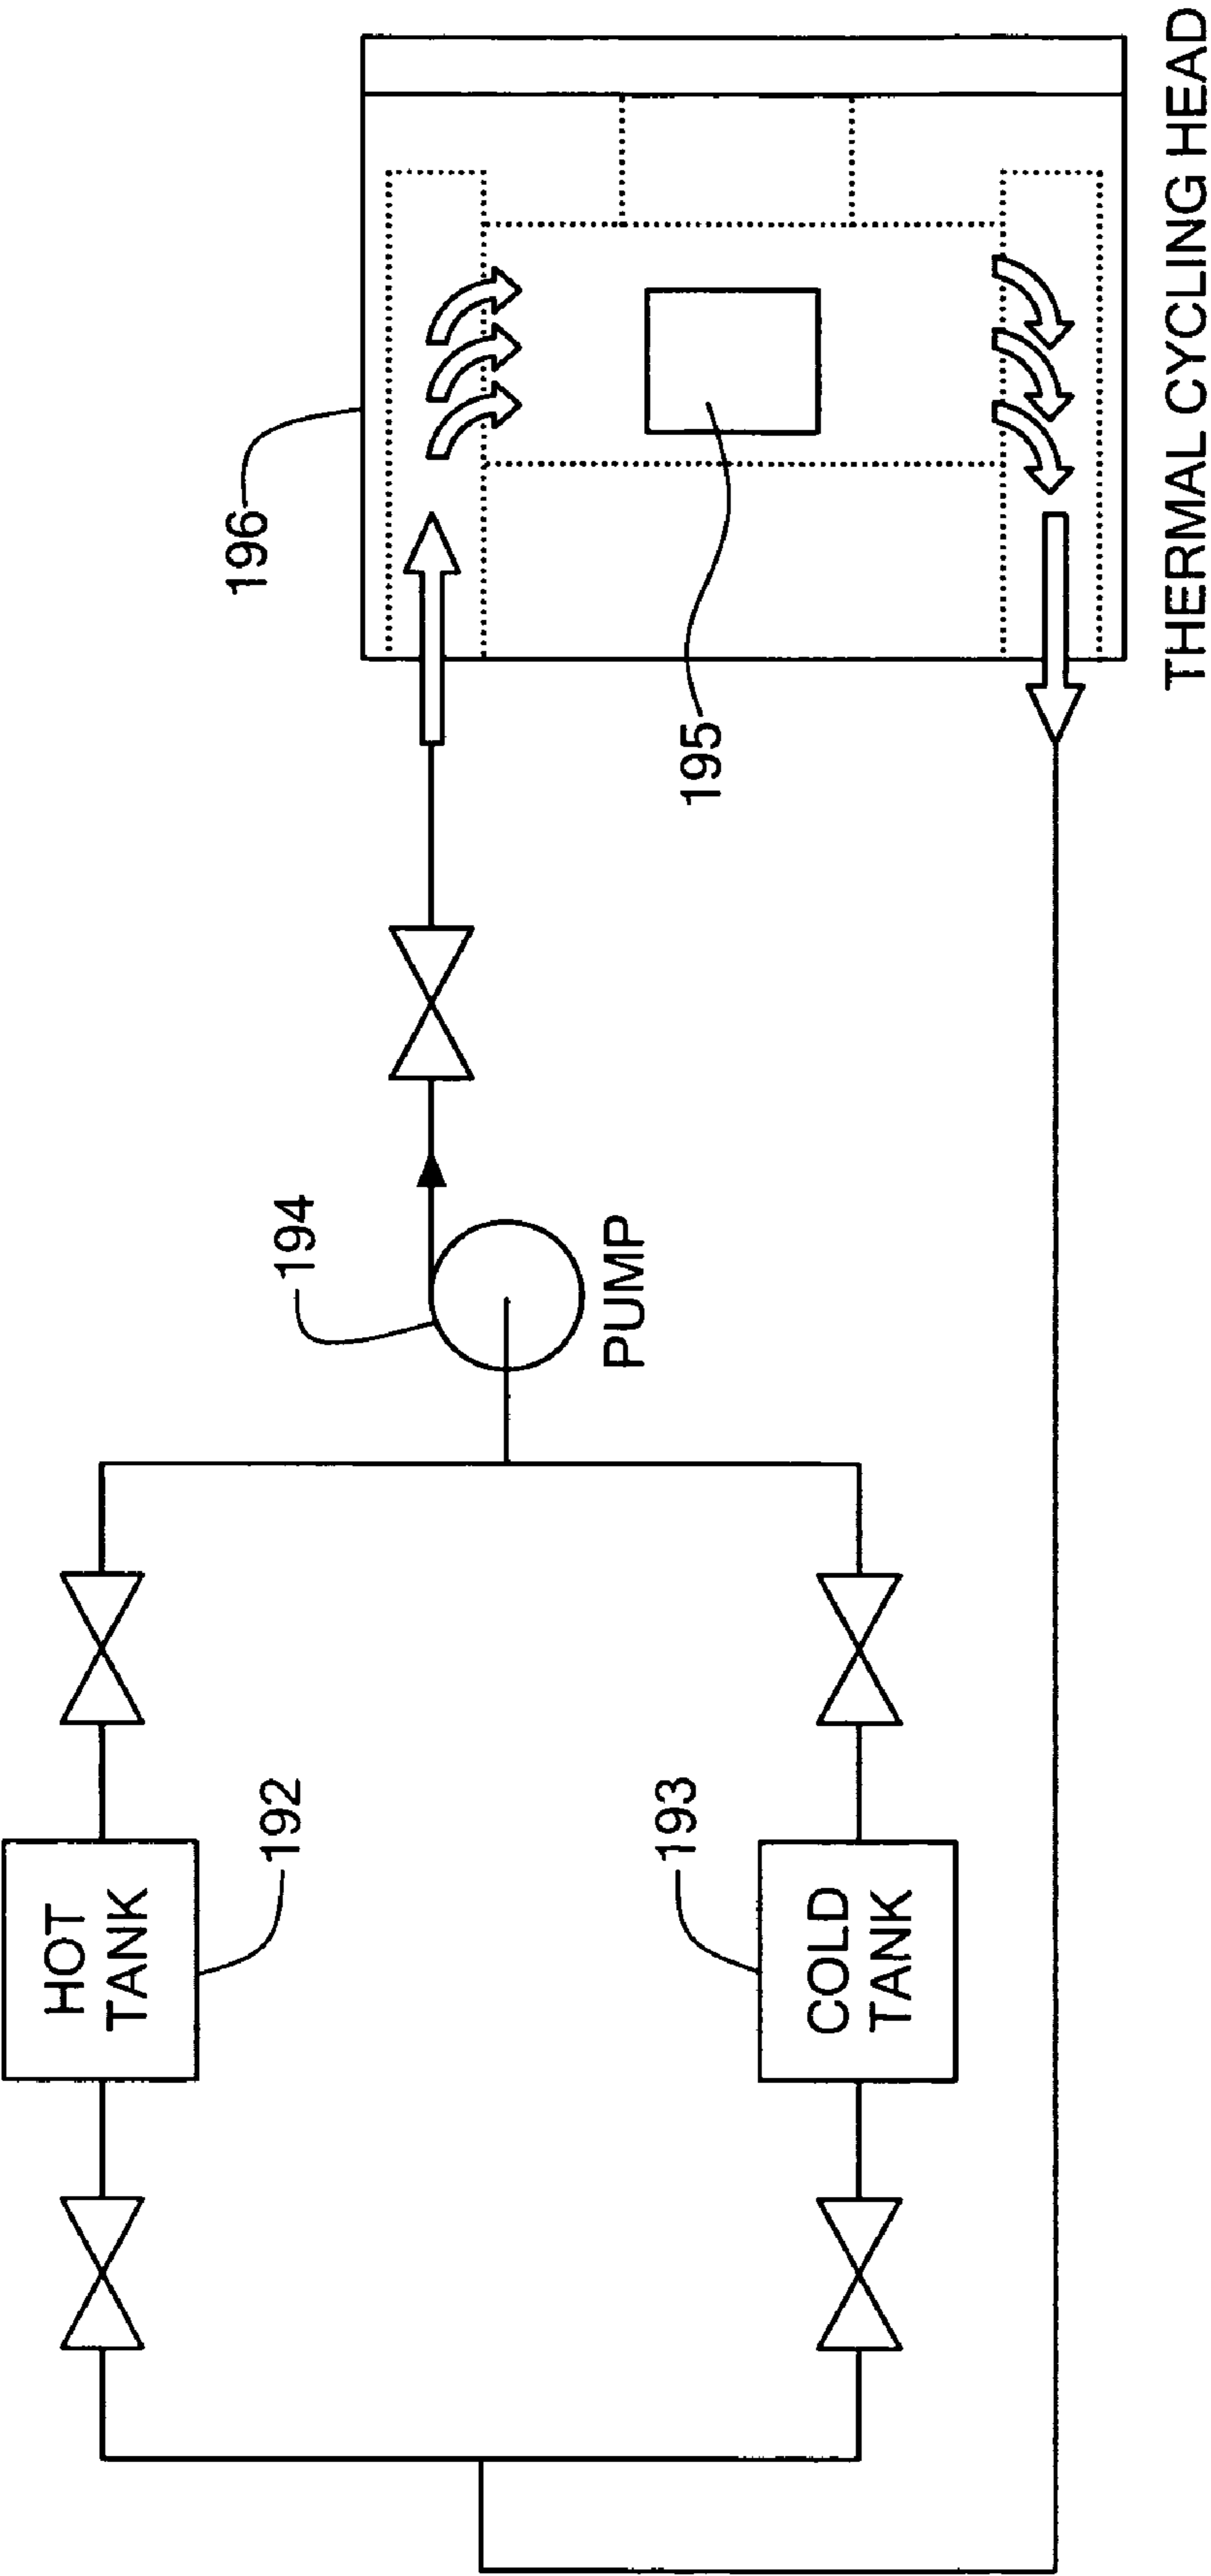 HOT
TANK
192
COLD
TANK
193
194
PUMP
196
195
THERMAL CYCLING HEAD